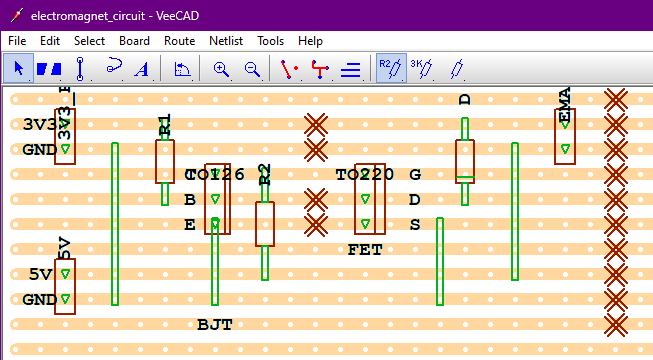 electromagnet_circuit - VeeCAD
File Edit Select Board Route Netlist Tools Help
A R2 3K
3V3_
D
EMA
3V3
R1
GND
TO126
R2
TO220
G
B
D
E
S
5V
FET
5V
GND
BJT